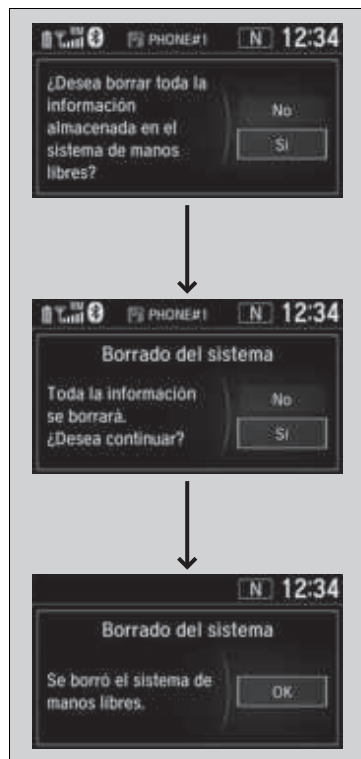 PHONE#1 N 12:34
¿Desea borrar toda la
información
almacenada en el
sistema de manos
libres?
No
Sí
PHONE#1 N 12:34
Borrado del sistema
Toda la información
se borrará.
¿Desea continuar?
No
Sí
N 12:34
Borrado del sistema
Se borró el sistema de
manos libres.
OK